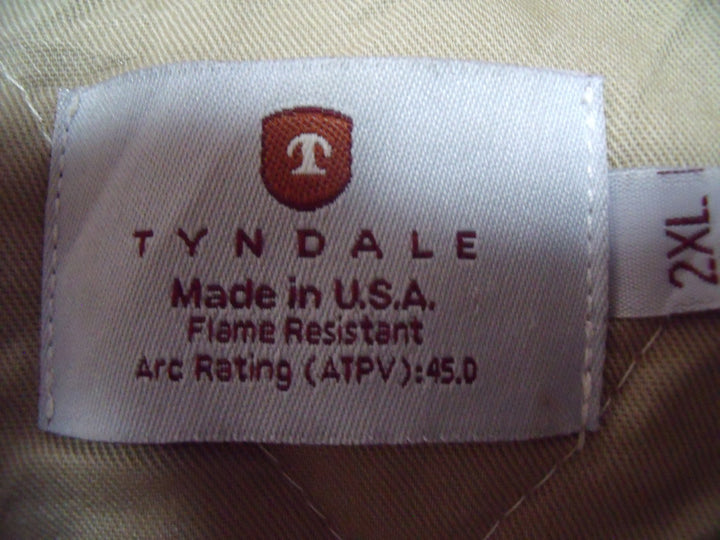 T
TYNDALE
Made in U.S.A.
Flame Resistant
Arc Rating (ATPV):45.0
2XL